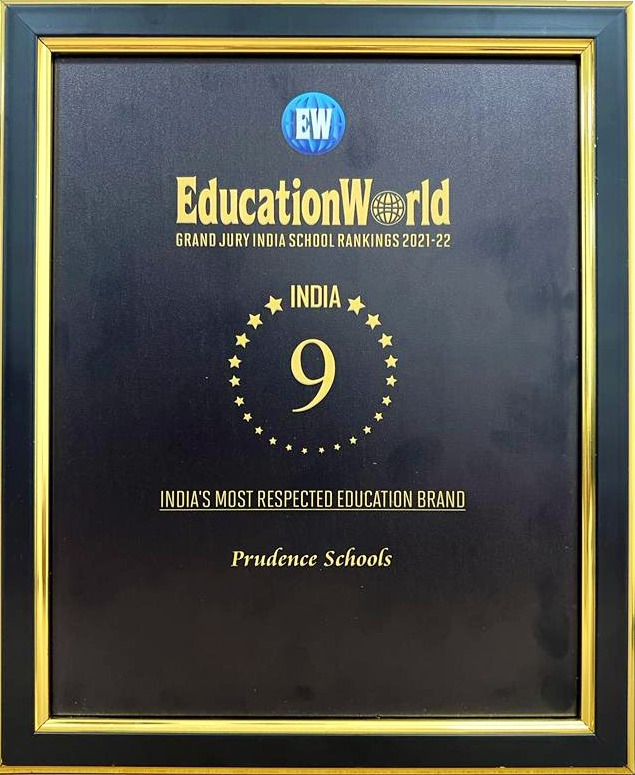 EW
EducationWorld
GRAND JURY INDIA SCHOOL RANKINGS 2021-22
INDIA
9
INDIA'S MOST RESPECTED EDUCATION BRAND
Prudence Schools